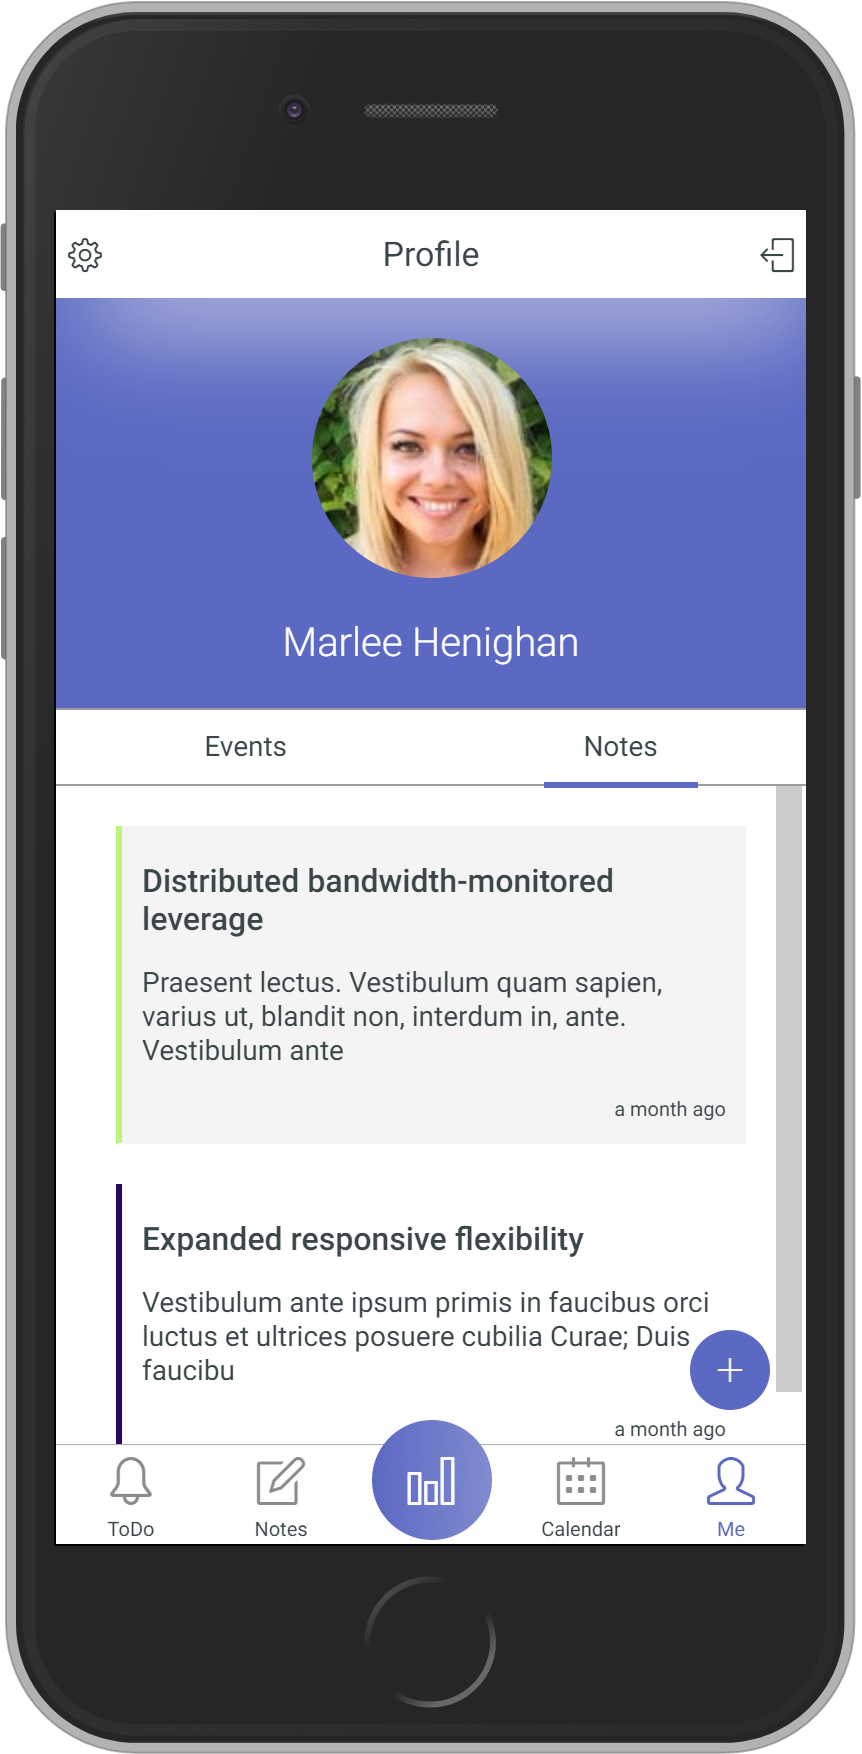 Profile
Marlee Henighan
Events
Notes
Distributed bandwidth-monitored
leverage
Praesent lectus. Vestibulum quam sapien,
varius ut, blandit non, interdum in, ante.
Vestibulum ante
a month ago
Expanded responsive flexibility
Vestibulum ante ipsum primis in faucibus orci
luctus et ultrices posuere cubilia Curae; Duis
faucibu
a month ago
ToDo
Notes
Calendar
Me